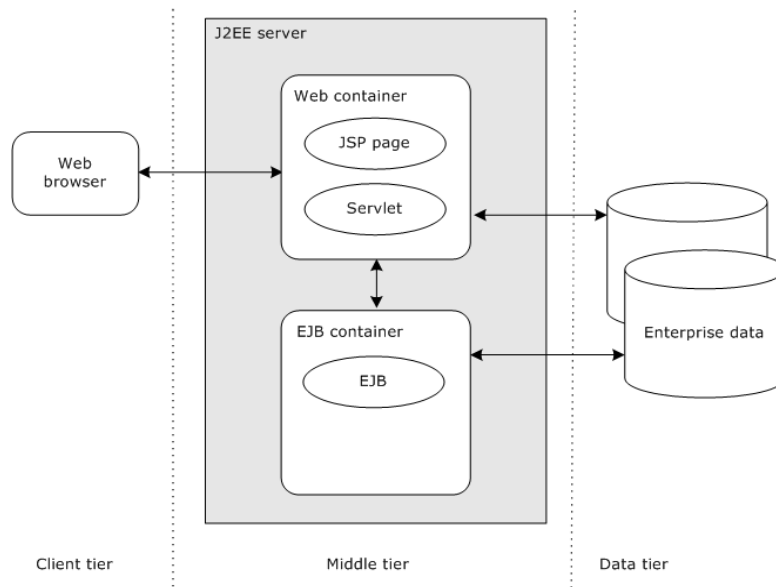 J2EE server
Web container
JSP page
Web
browser
Servlet
Enterprise data
EJB container
EJB
Client tier
Middle tier
Data tier